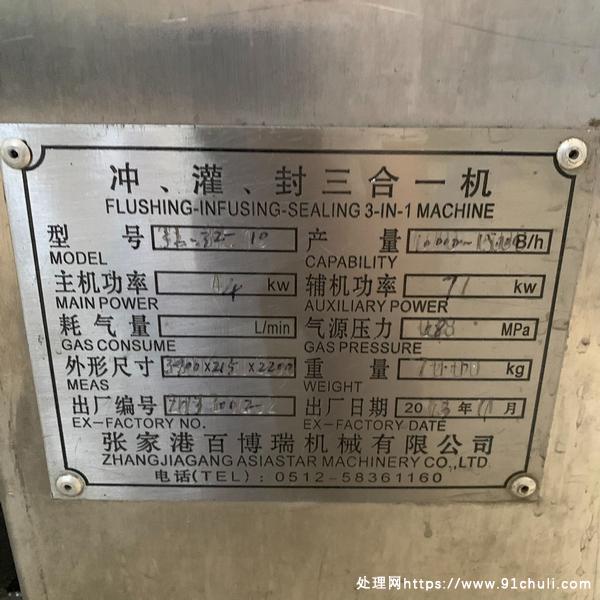 冲、灌、封三合一机
FLUSHING-INFUSING-SEALING 3-IN-1 MACHINE
型号 产量 B/h
MODEL CAPABILITY
主机功率 kw 辅机功率 kw
MAIN POWER AUXILIARY POWER
耗气量 L/min 气源压力 MPa
GAS CONSUME GAS PRESSURE
外形尺寸 重量 kg
MEAS WEIGHT
出厂编号 出厂日期 20 年 月
EX-FACTORY NO. EX-FACTORY DATE
张家港百博瑞机械有限公司
ZHANGJIAGANG ASIASTAR MACHINERY CO.,LTD
电话(TEL): 0512-58361160
处理网https://www.91chuli.com